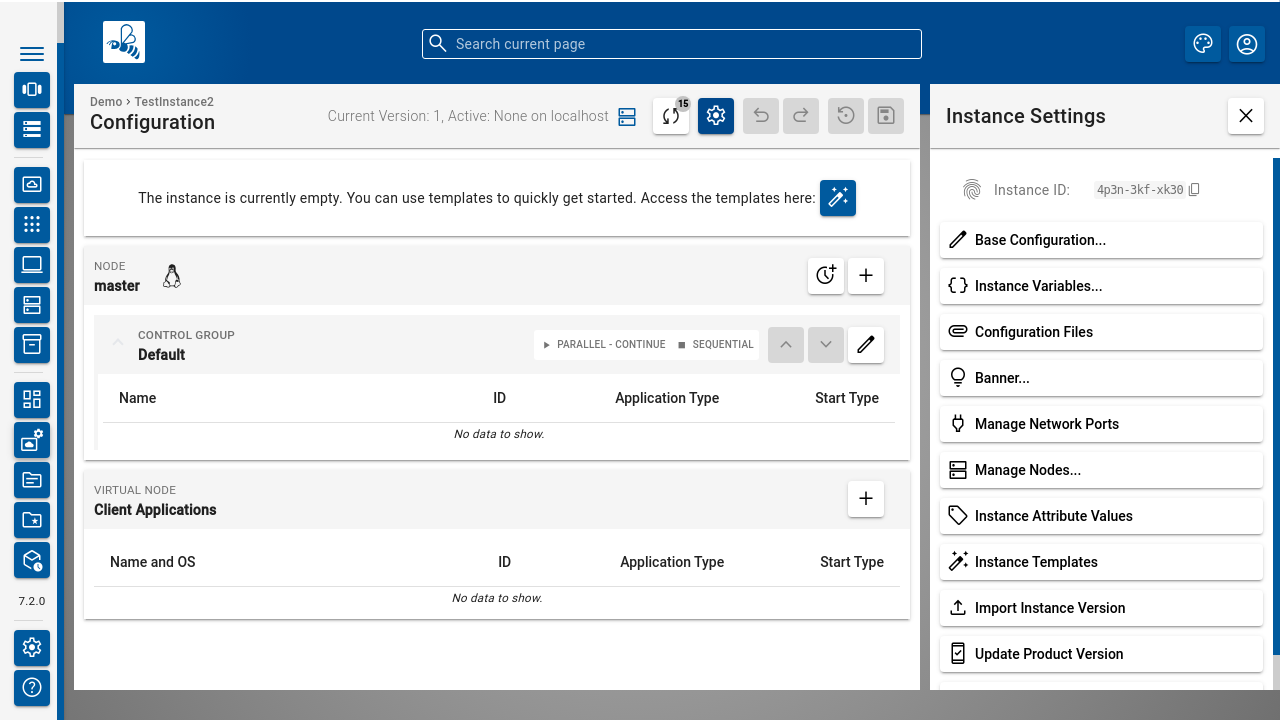 Search current page
Demo › TestInstance2
Configuration
Current Version: 1, Active: None on localhost
15
Instance Settings
The instance is currently empty. You can use templates to quickly get started. Access the templates here:
Instance ID:
4p3n-3kf-xk30
Base Configuration...
Instance Variables...
Configuration Files
Banner...
Manage Network Ports
Manage Nodes...
Instance Attribute Values
Instance Templates
Import Instance Version
Update Product Version
NODE
master
CONTROL GROUP
Default
PARALLEL - CONTINUE
SEQUENTIAL
Name ID Application Type Start Type
No data to show.
VIRTUAL NODE
Client Applications
Name and OS ID Application Type Start Type
No data to show.
7.2.0